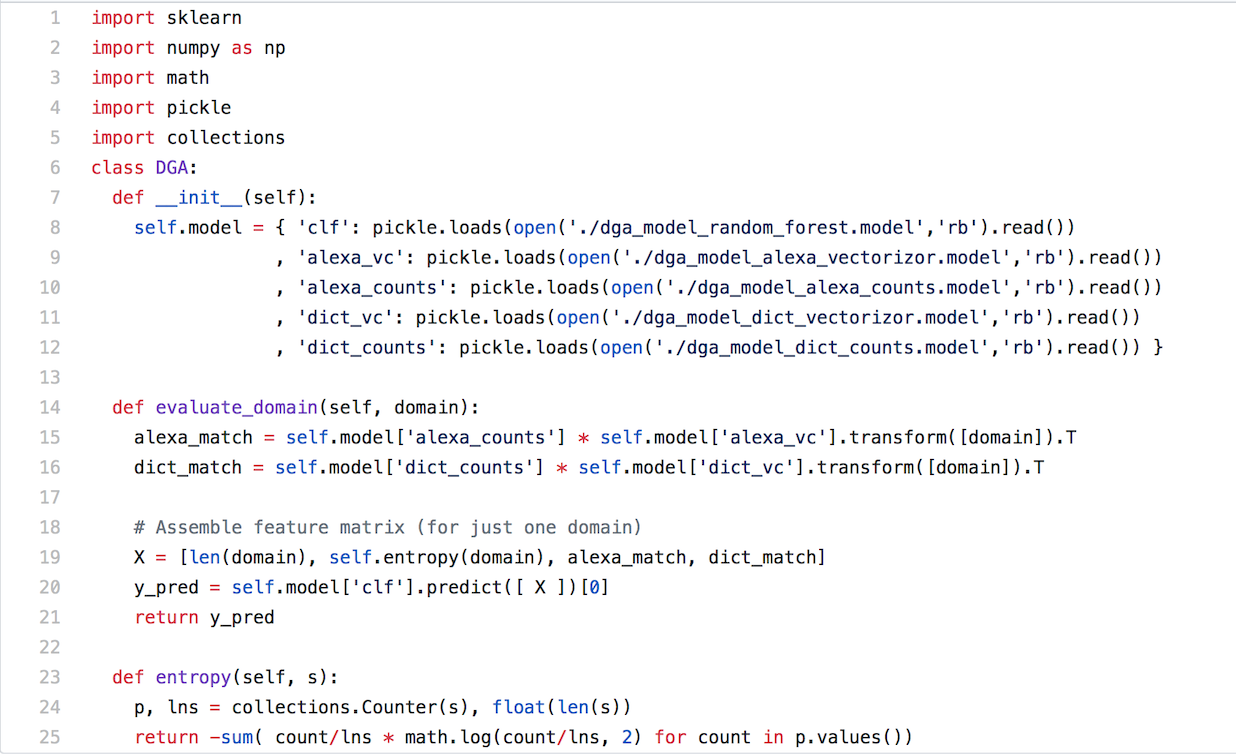 1 import sklearn
2 import numpy as np
3 import math
4 import pickle
5 import collections
6 class DGA:
7   def __init__(self):
8     self.model = { 'clf': pickle.loads(open('./dga_model_random_forest.model','rb').read())
9                  , 'alexa_vc': pickle.loads(open('./dga_model_alexa_vectorizor.model','rb').read())
10                  , 'alexa_counts': pickle.loads(open('./dga_model_alexa_counts.model','rb').read())
11                  , 'dict_vc': pickle.loads(open('./dga_model_dict_vectorizor.model','rb').read())
12                  , 'dict_counts': pickle.loads(open('./dga_model_dict_counts.model','rb').read()) }
13
14   def evaluate_domain(self, domain):
15     alexa_match = self.model['alexa_counts'] * self.model['alexa_vc'].transform([domain]).T
16     dict_match = self.model['dict_counts'] * self.model['dict_vc'].transform([domain]).T
17
18     # Assemble feature matrix (for just one domain)
19     X = [len(domain), self.entropy(domain), alexa_match, dict_match]
20     y_pred = self.model['clf'].predict([ X ])[0]
21     return y_pred
22
23   def entropy(self, s):
24     p, lns = collections.Counter(s), float(len(s))
25     return -sum( count/lns * math.log(count/lns, 2) for count in p.values())